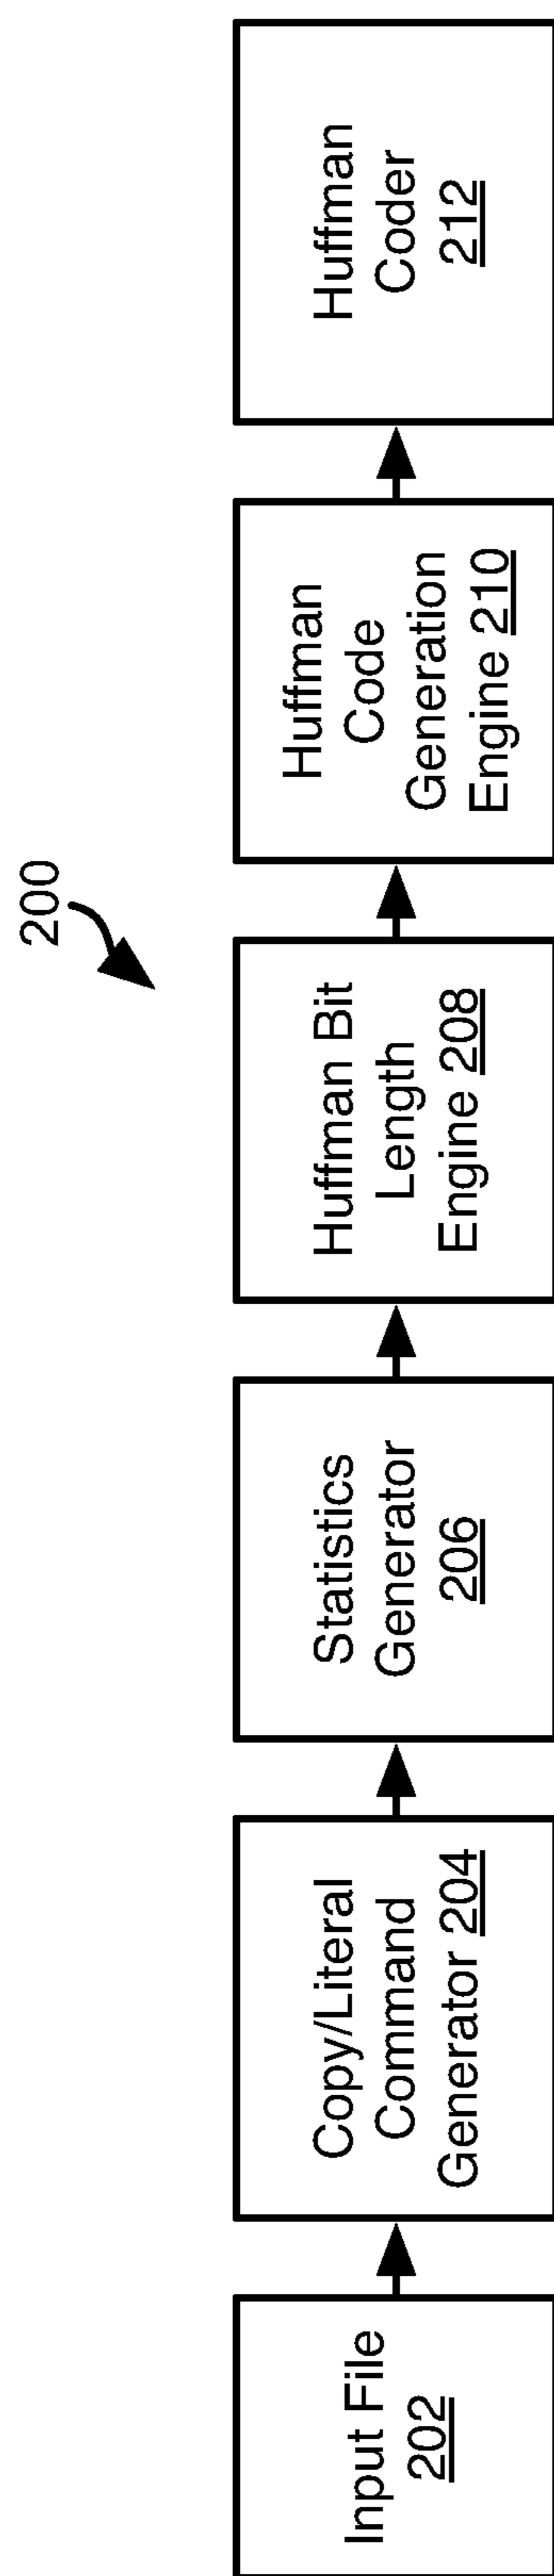 200
Input File
202
Copy/Literal
Command
Generator 204
Statistics
Generator
206
Huffman Bit
Length
Engine 208
Huffman
Code
Generation
Engine 210
Huffman
Coder
212